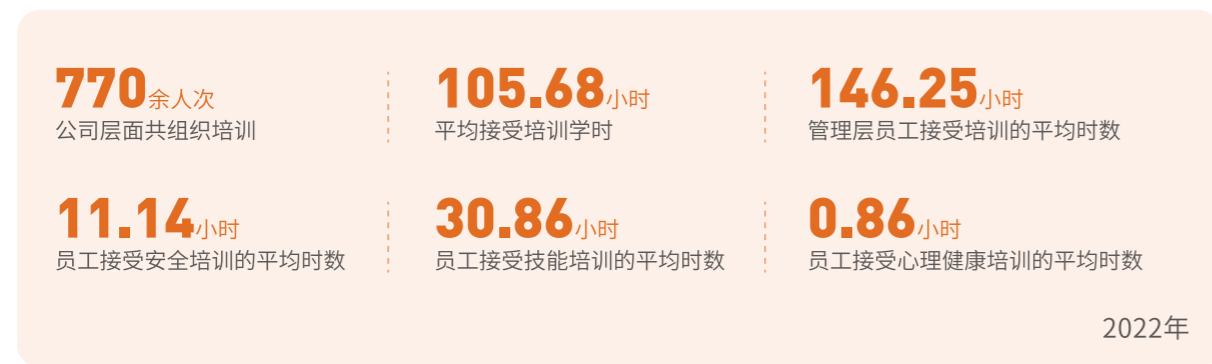 770余人次
公司层面共组织培训
105.68小时
平均接受培训学时
146.25小时
管理层员工接受培训的平均时数
11.14小时
员工接受安全培训的平均时数
30.86小时
员工接受技能培训的平均时数
0.86小时
员工接受心理健康培训的平均时数
2022年